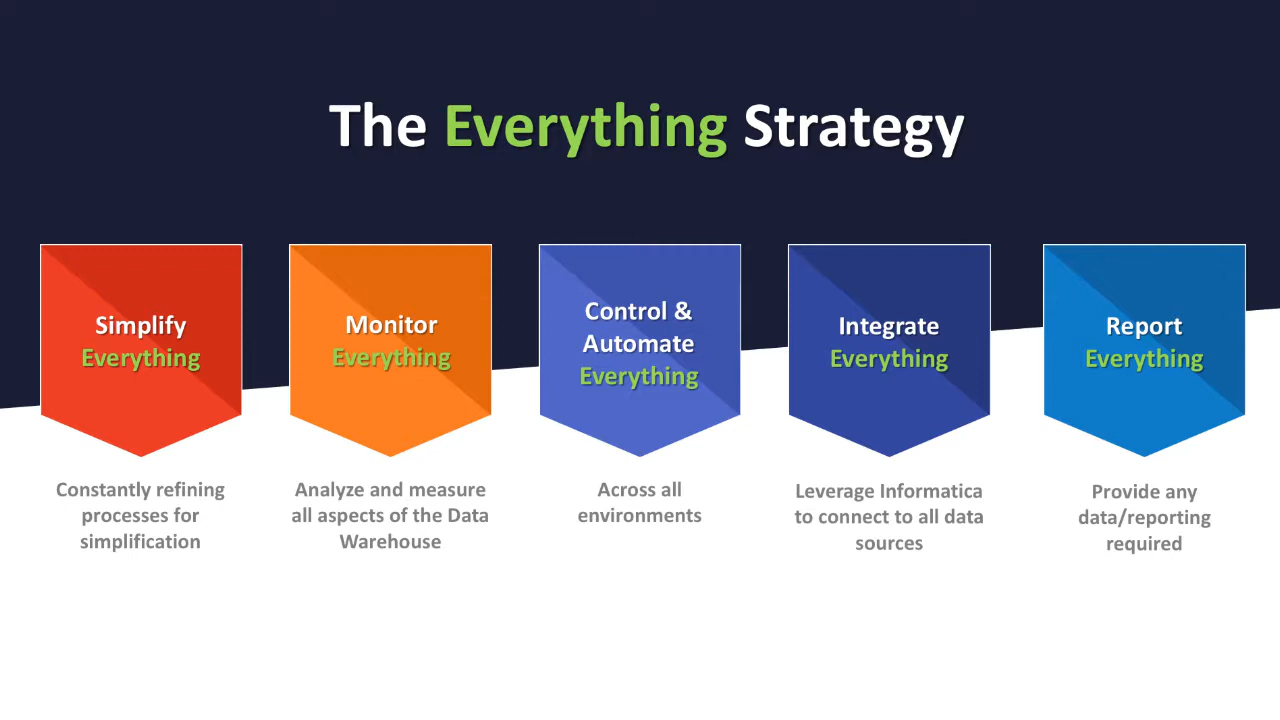 The Everything Strategy
Simplify
Everything
Constantly refining
processes for
simplification
Monitor
Everything
Analyze and measure
all aspects of the Data
Warehouse
Control &
Automate
Everything
Across all
environments
Integrate
Everything
Leverage Informatica
to connect to all data
sources
Report
Everything
Provide any
data/reporting
required